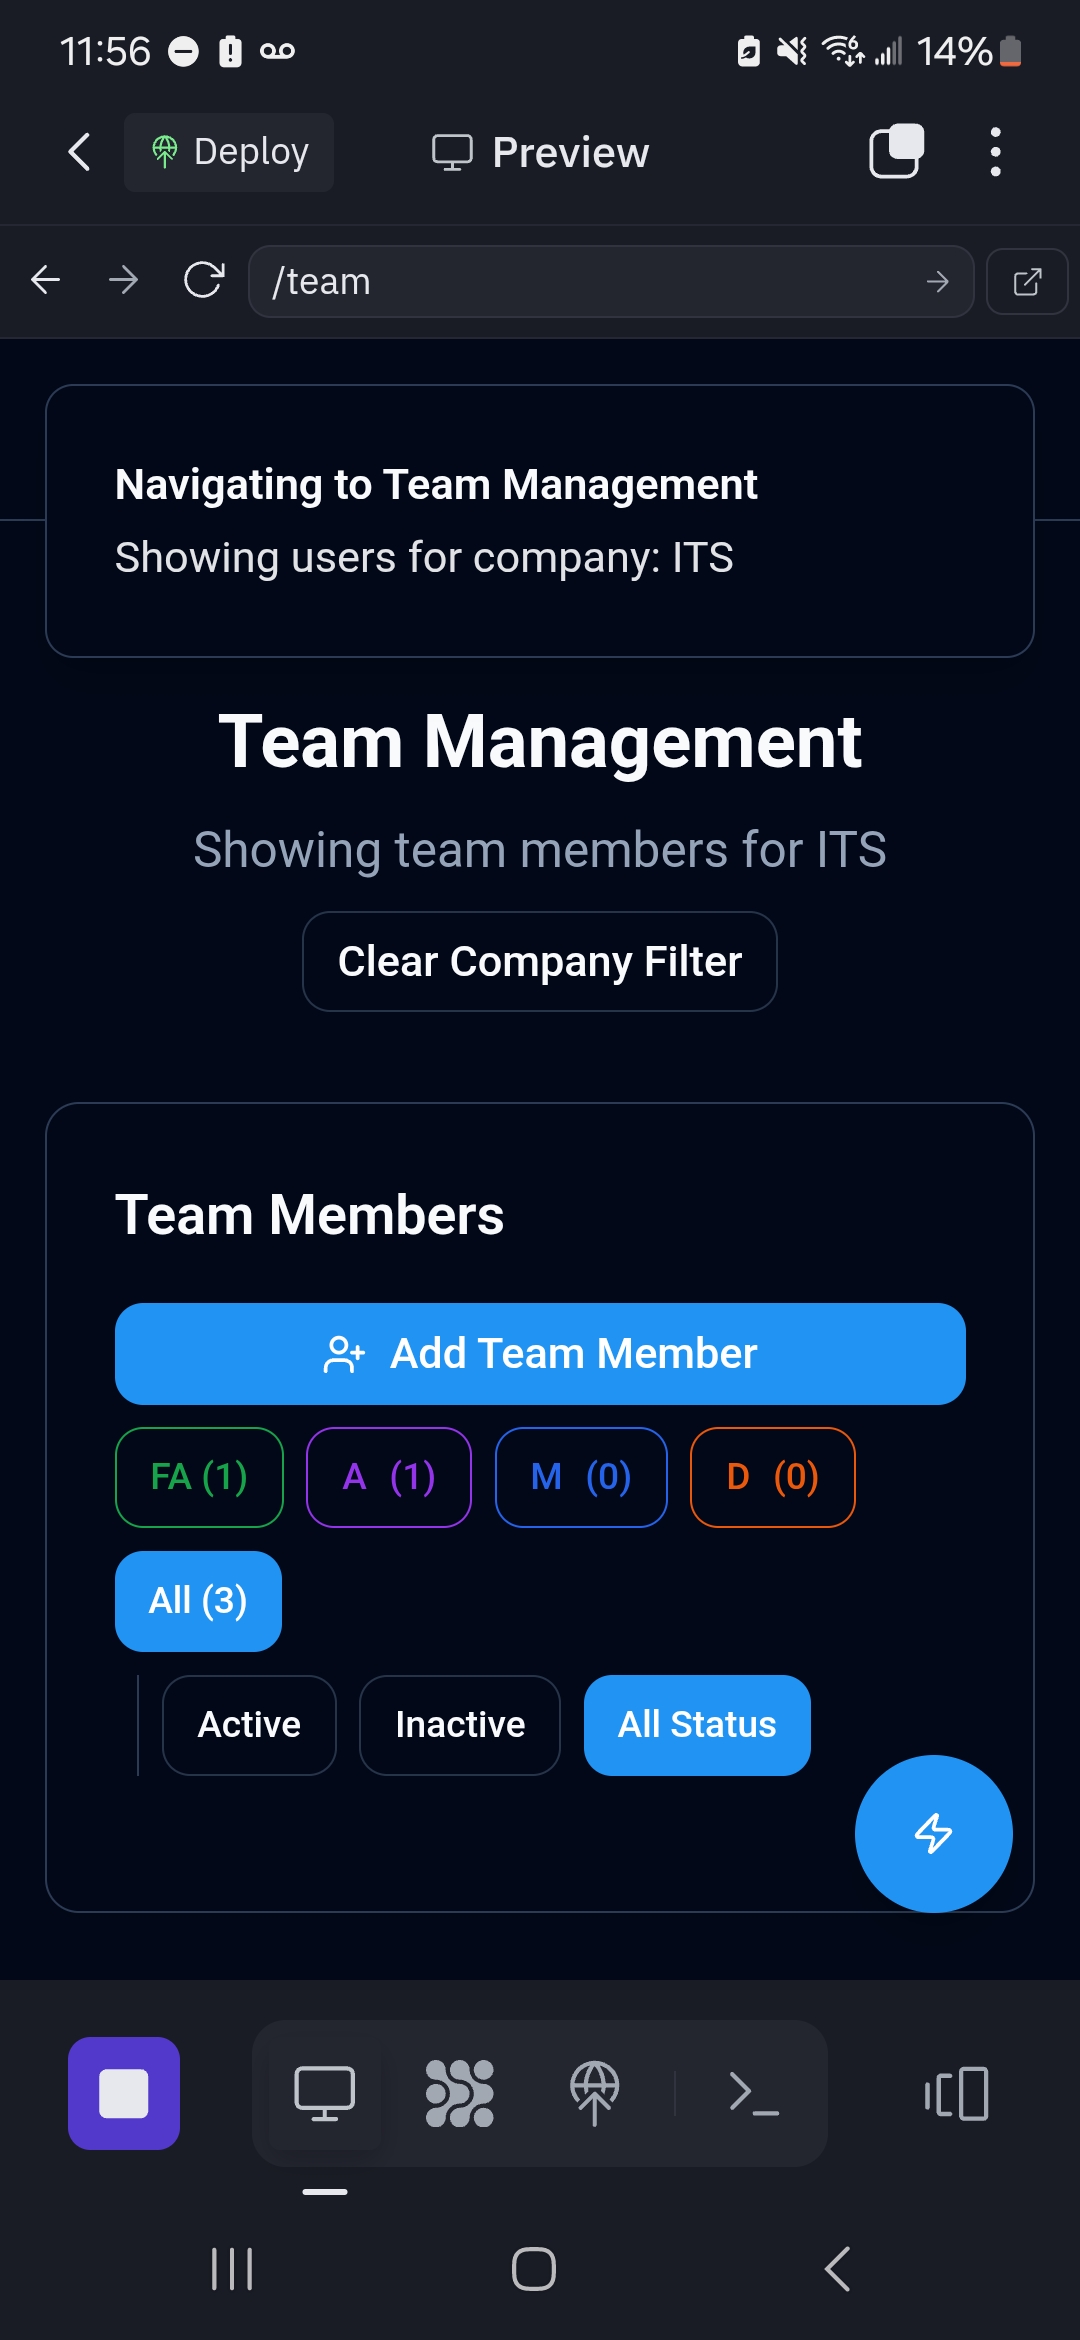 11:56
14%
Deploy
Preview
/team
Navigating to Team Management
Showing users for company: ITS
Team Management
Showing team members for ITS
Clear Company Filter
Team Members
Add Team Member
FA (1) A (1) M (0) D (0)
All (3)
Active Inactive All Status